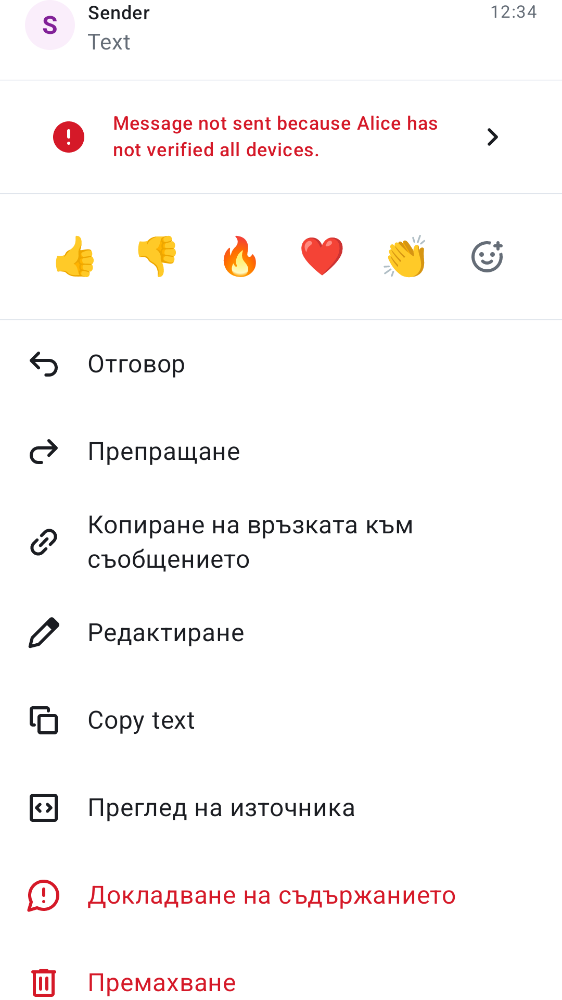 S
Sender
12:34
Text
Message not sent because Alice has
not verified all devices.
Отговор
Препращане
Копиране на връзката към
съобщението
Редактиране
Copy text
Преглед на източника
Докладване на съдържанието
Премахване